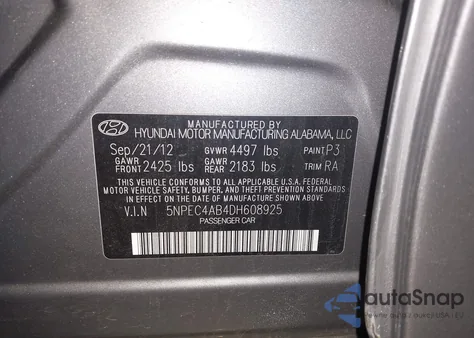 MANUFACTURED BY
HYUNDAI MOTOR MANUFACTURING ALABAMA, LLC
Sep/21/12 GVWR 4497 lbs PAINT P3
GAWR FRONT 2425 lbs GAWR REAR 2183 lbs TRIM RA
THIS VEHICLE CONFORMS TO ALL APPLICABLE U.S. FEDERAL
MOTOR VEHICLE SAFETY, BUMPER, AND THEFT PREVENTION STANDARDS
IN EFFECT ON THE DATE OF MANUFACTURE SHOWN ABOVE.
V.I.N 5NPEC4AB4DH608925
PASSENGER CAR
autaSnap